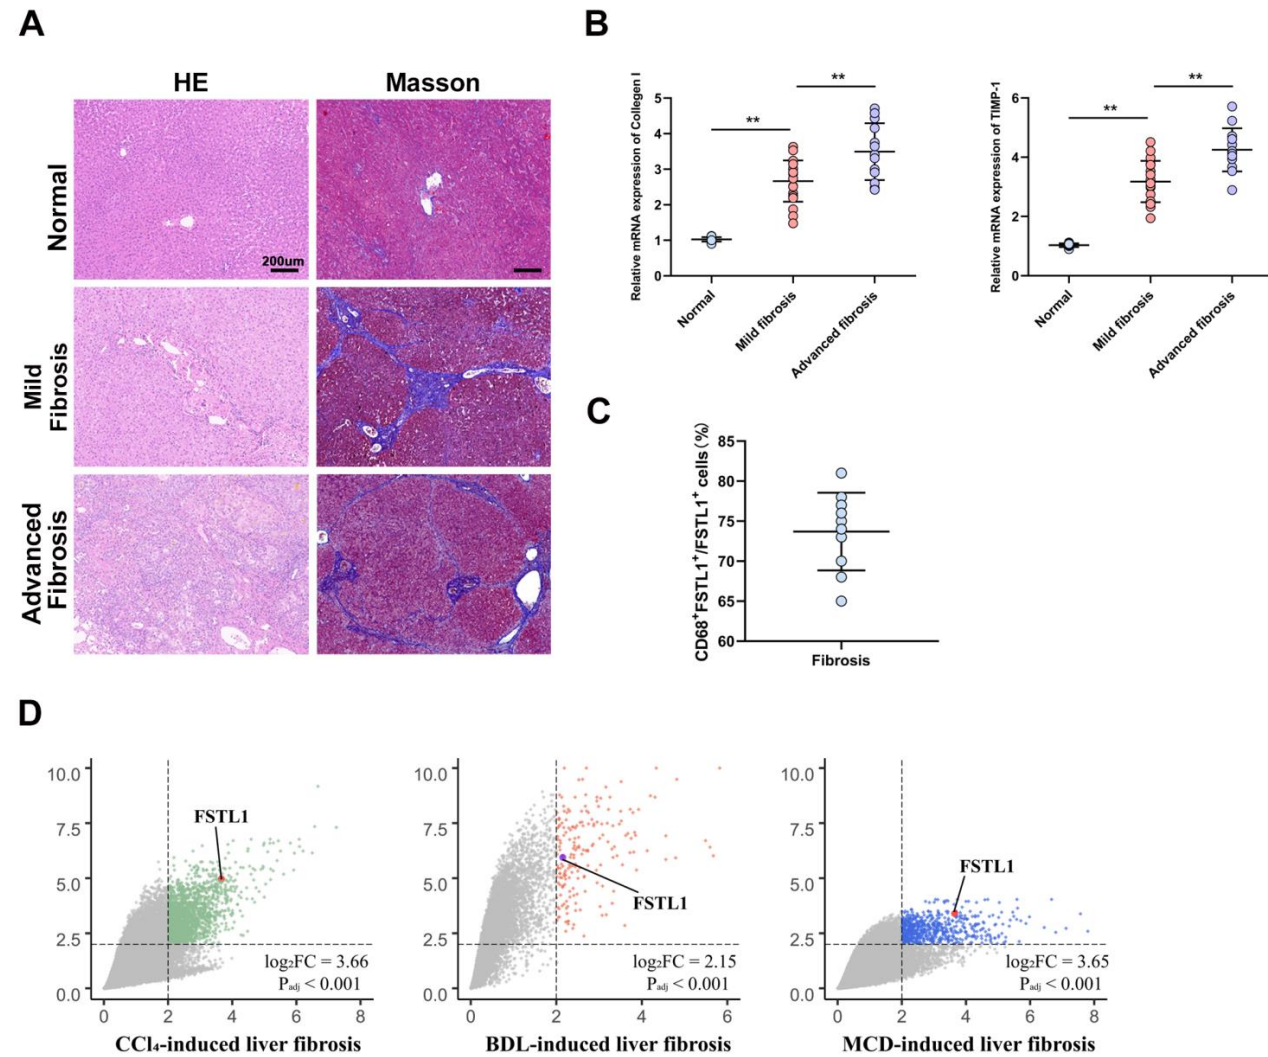 A
HE
Masson
Normal
200um
Mild
Fibrosis
Advanced
Fibrosis
B
Relative mRNA expression of Collegen I
5
4
3
2
1
0
**
**
Normal
Mild fibrosis
Advanced fibrosis
Relative mRNA expression of TIMP-1
6
4
2
0
**
**
Normal
Mild fibrosis
Advanced fibrosis
C
CD68⁺FSTL1⁺/FSTL1⁺ cells (%)
85
80
75
70
65
60
Fibrosis
D
10.0
7.5
5.0
2.5
0.0
FSTL1
log₂FC = 3.66
Pₐdⱼ < 0.001
0 2 4 6 8
CCl₄-induced liver fibrosis
10.0
7.5
5.0
2.5
0.0
FSTL1
log₂FC = 2.15
Pₐdⱼ < 0.001
0 2 4 6
BDL-induced liver fibrosis
10.0
7.5
5.0
2.5
0.0
FSTL1
log₂FC = 3.65
Pₐdⱼ < 0.001
0 2 4 6 8
MCD-induced liver fibrosis